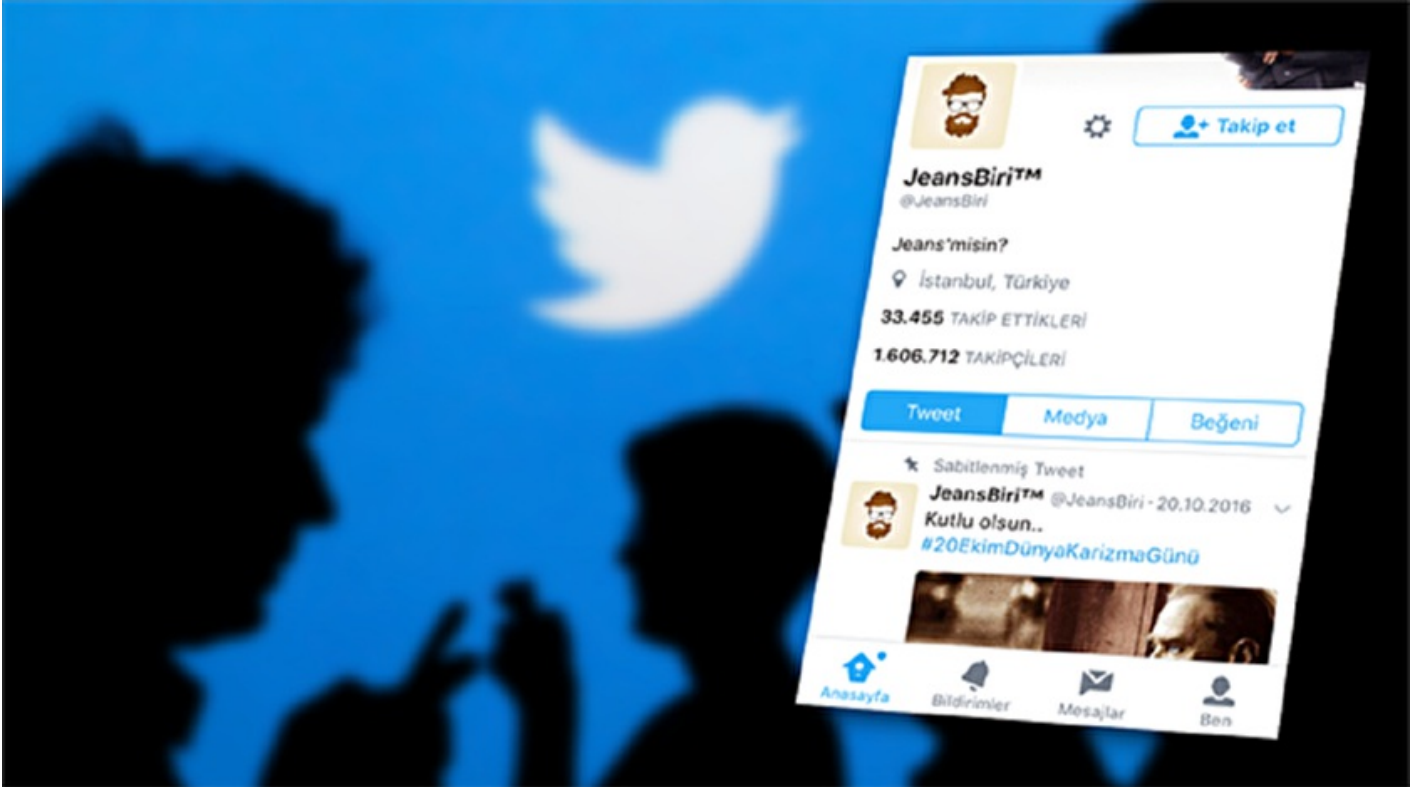 Takip et
JeansBiri™
@JeansBiri
Jeans'misin?
İstanbul, Türkiye
33.455 TAKİP ETTİKLERİ
1.606.712 TAKİPÇİLERİ
Tweet Medya Beğeni
Sabitlenmiş Tweet
JeansBiri™ @JeansBiri · 20.10.2016
Kutlu olsun..
#20EkimDünyaKarizmaGünü
Anasayfa Bildirimler Mesajlar Ben